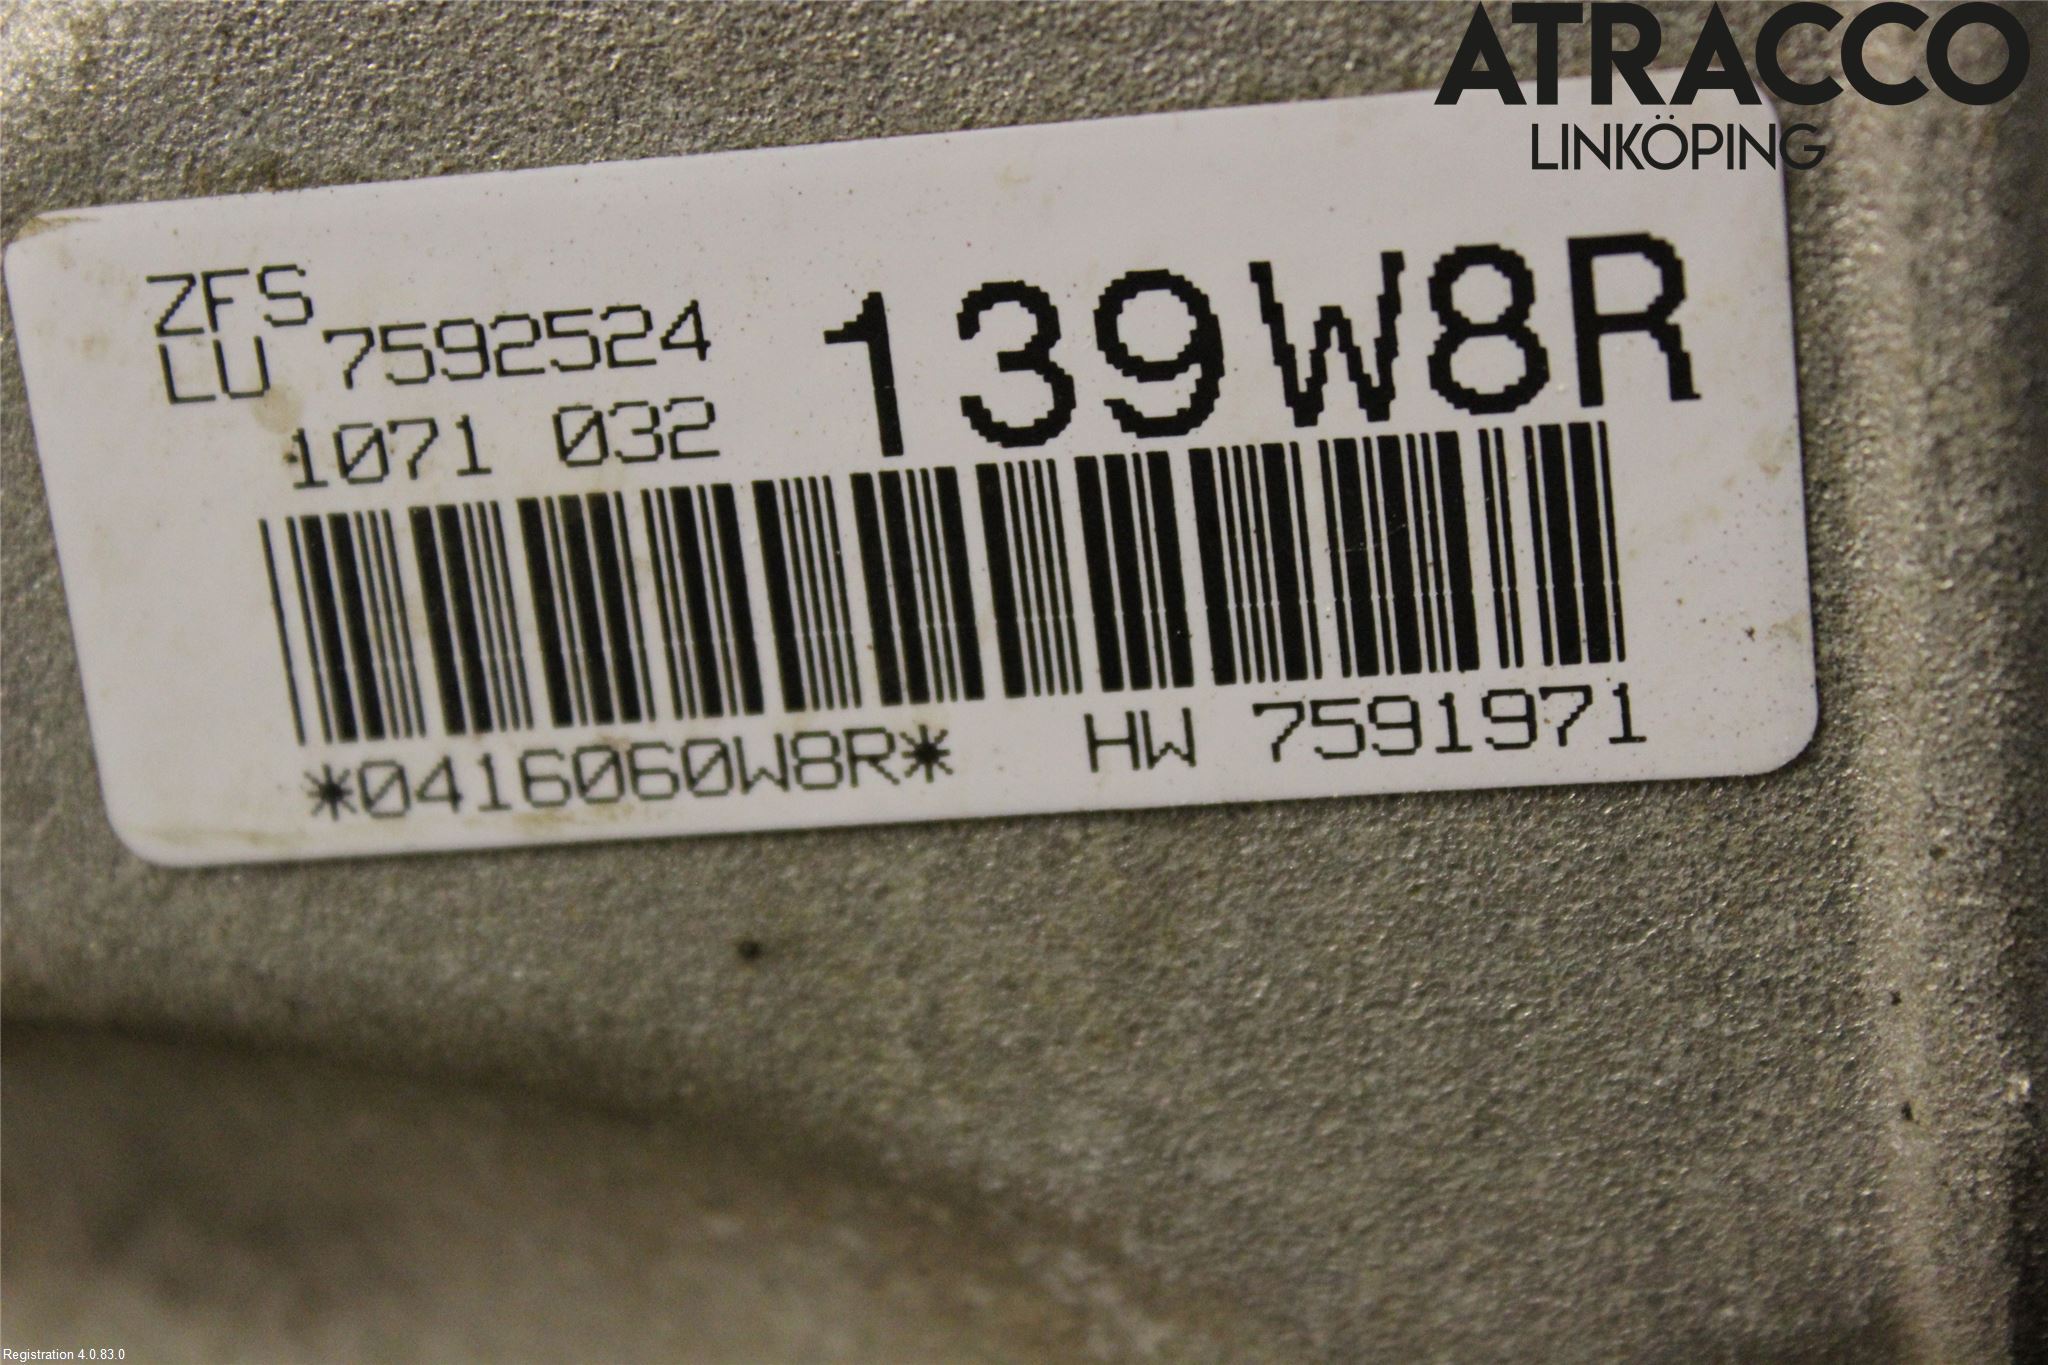 ATRACCO
LINKÖPING
ZFS
LU 7592524
1071 032
139W8R
*0416060W8R* HW 7591971
Registration 4.0.83.0